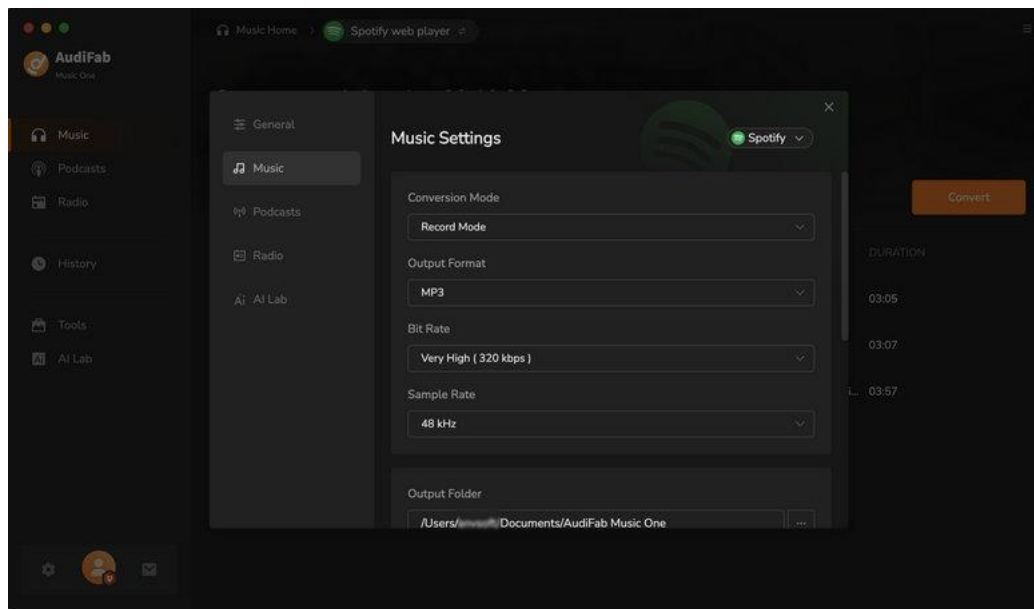 AudiFab
Music One
Music
Podcasts
Radio
History
Tools
AI Lab
Music Home > Spotify web player
Convert
DURATION
03:05
03:07
03:57
General
Music
Podcasts
Radio
AI Lab
Music Settings
Spotify
Conversion Mode
Record Mode
Output Format
MP3
Bit Rate
Very High ( 320 kbps )
Sample Rate
48 kHz
Output Folder
/Users/ Documents/AudiFab Music One
...